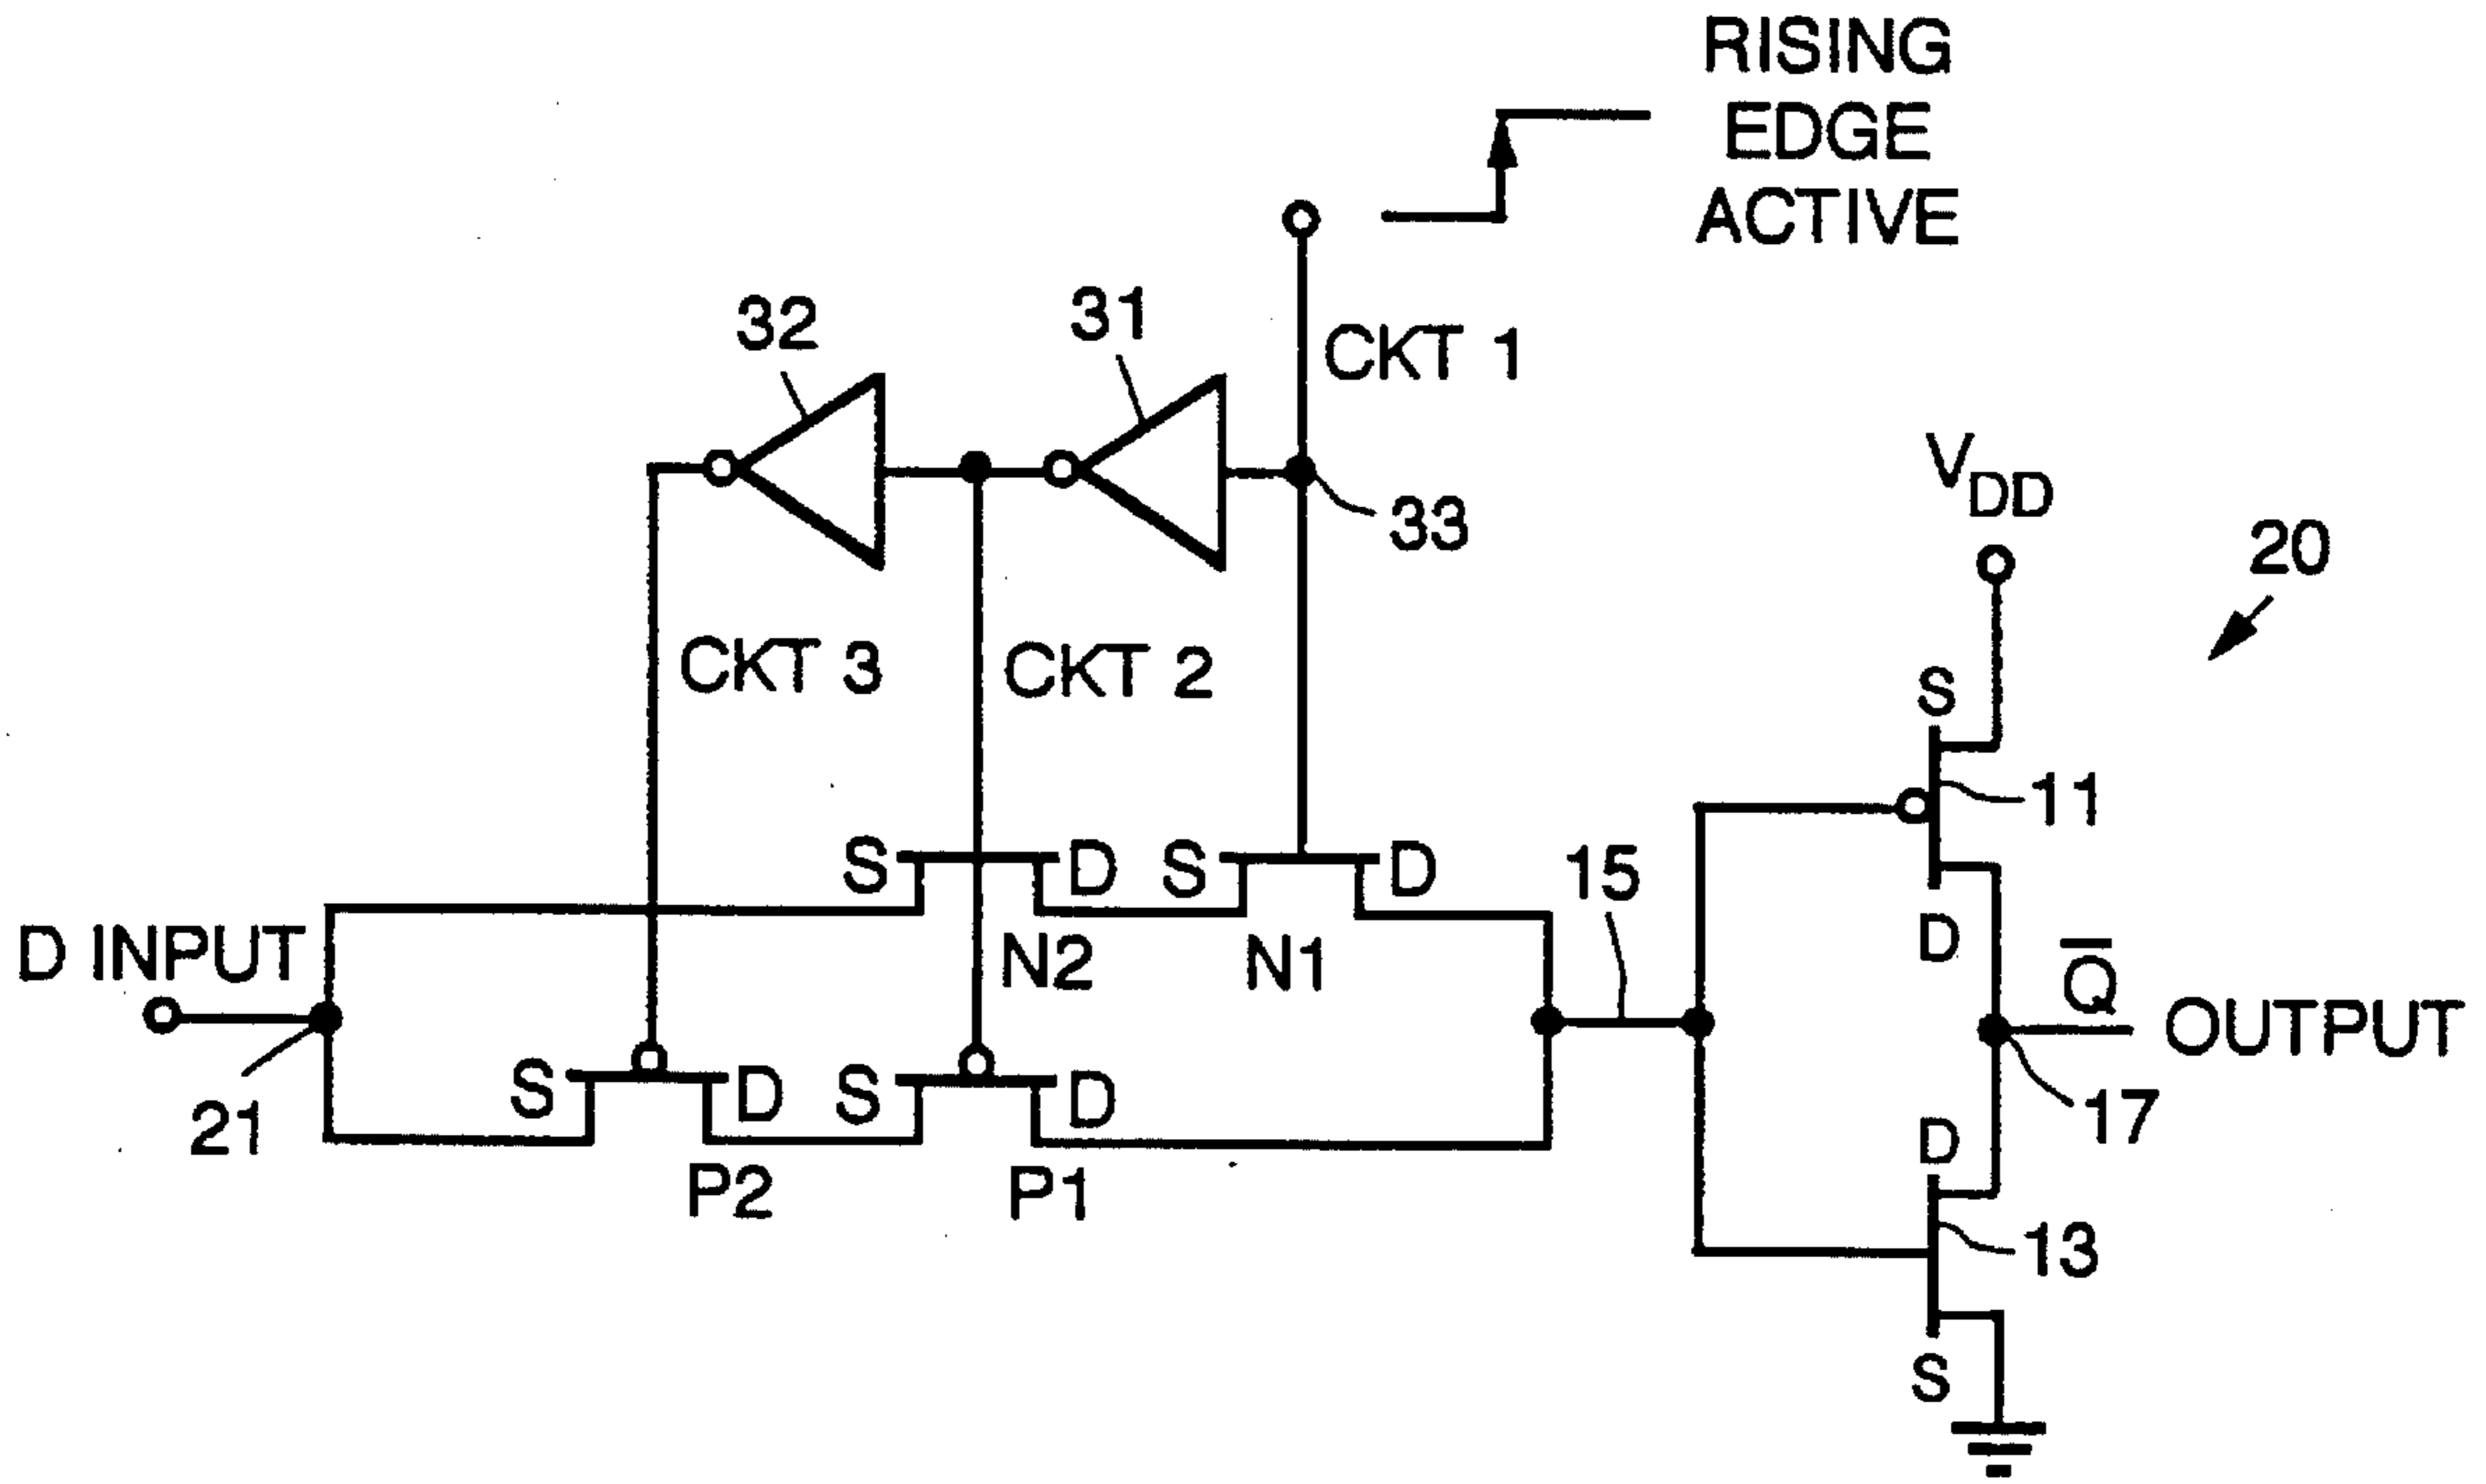 RISING
EDGE
ACTIVE
32
31
CKT 1
33
V DD
20
CKT 3
CKT 2
S
11
S
D
S
D
15
D INPUT
N2
N1
D
Q̅
OUTPUT
21
S
D
S
D
17
P2
P1
D
13
S